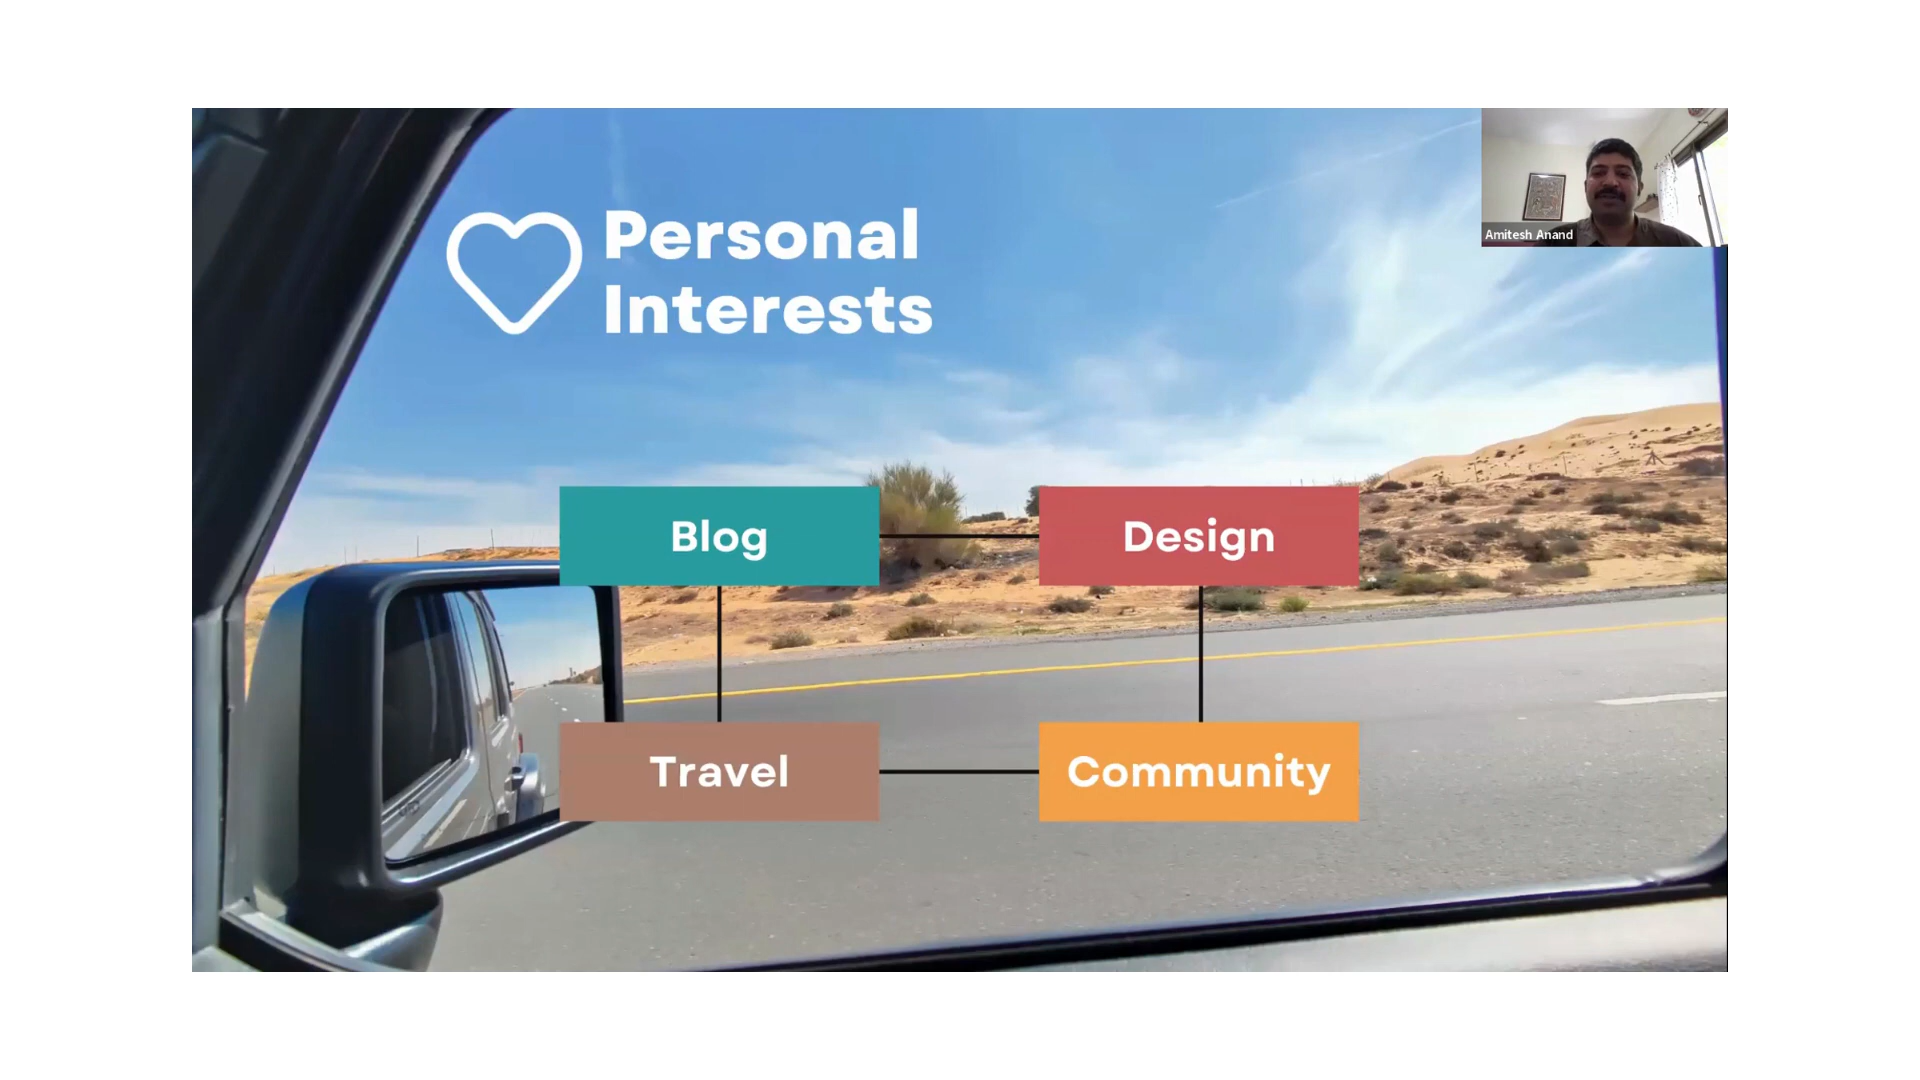 Personal
Interests
Amitesh Anand
Blog
Design
Travel
Community